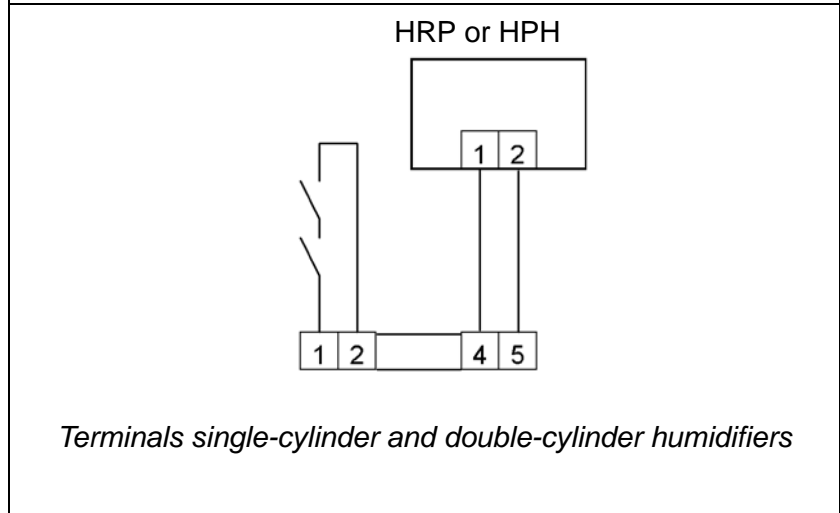 HRP or HPH
1 2
1 2 4 5
Terminals single-cylinder and double-cylinder humidifiers